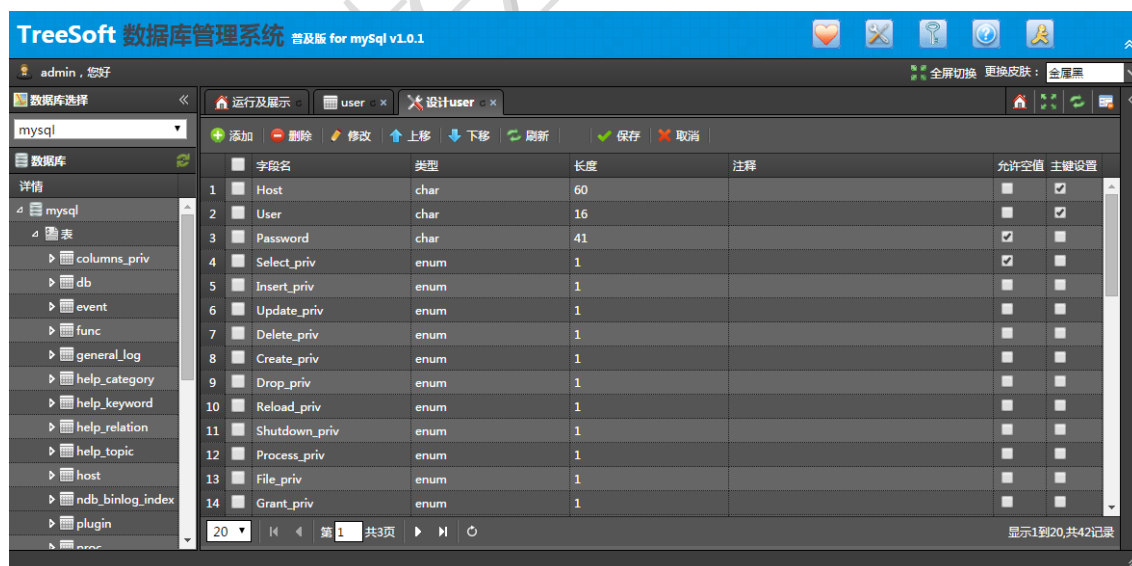 TreeSoft 数据库管理系统 普及版 for mySql v1.0.1
admin，您好 全屏切换 更换皮肤： 金属黑
数据库选择 运行及展示 user 设计user
mysql 添加 删除 修改 上移 下移 刷新 保存 取消
数据库 字段名 类型 长度 注释 允许空值 主键设置
详情 1 Host char 60
mysql 2 User char 16
表 3 Password char 41
columns_priv 4 Select_priv enum 1
db 5 Insert_priv enum 1
event 6 Update_priv enum 1
func 7 Delete_priv enum 1
general_log 8 Create_priv enum 1
help_category 9 Drop_priv enum 1
help_keyword 10 Reload_priv enum 1
help_relation 11 Shutdown_priv enum 1
help_topic 12 Process_priv enum 1
host 13 File_priv enum 1
ndb_binlog_index 14 Grant_priv enum 1
plugin 20 第 1 共3页 显示1到20,共42记录